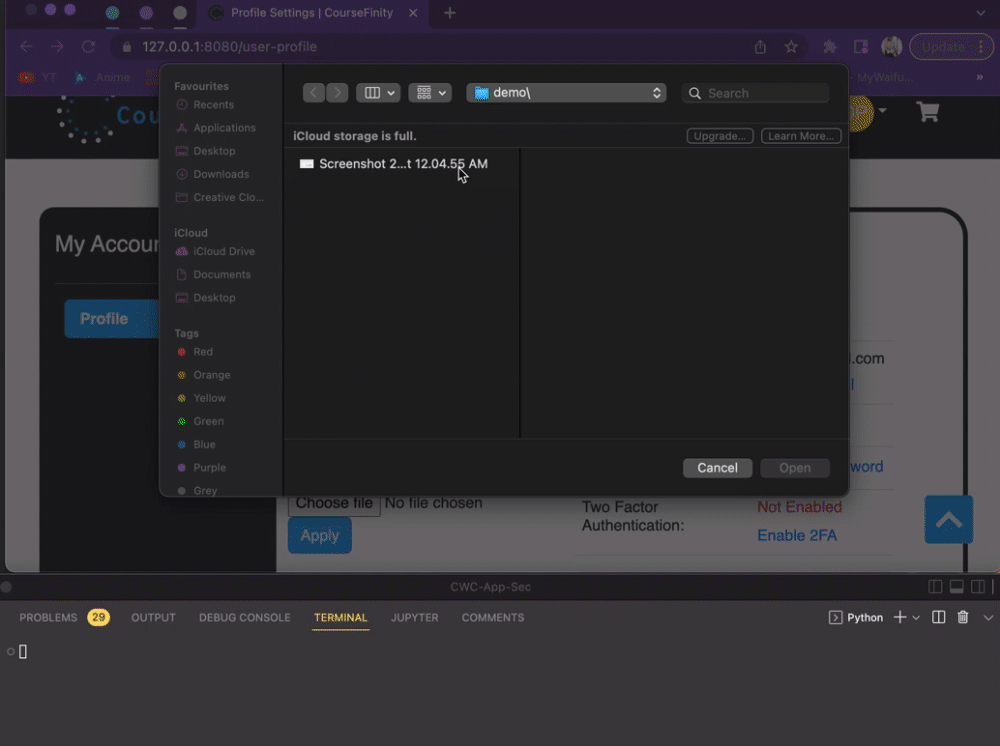 Profile Settings | CourseFinity
127.0.0.1:8080/user-profile
Update
YT
Anime
MyWaifu...
Cou
Favourites
Recents
Applications
Desktop
Downloads
Creative Clo...
iCloud
iCloud Drive
Documents
Desktop
Tags
Red
Orange
Yellow
Green
Blue
Purple
Grey
demo\
Search
iCloud storage is full.
Upgrade...
Learn More...
Screenshot 2...t 12.04.55 AM
Cancel
Open
My Accour
Profile
l.com
l
word
Choose file No file chosen
Apply
Two Factor
Authentication:
Not Enabled
Enable 2FA
CWC-App-Sec
PROBLEMS 29 OUTPUT DEBUG CONSOLE TERMINAL JUPYTER COMMENTS
Python